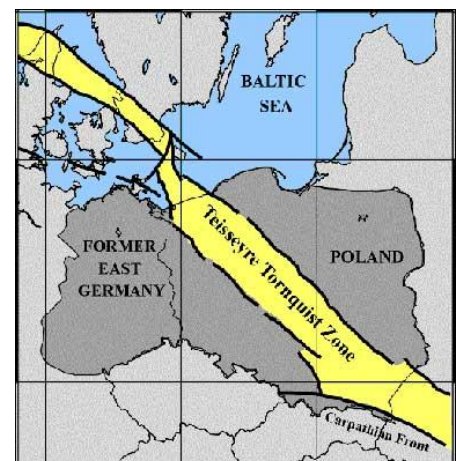 BALTIC
SEA
Teisseyre Tornquist Zone
FORMER
EAST
GERMANY
POLAND
Carpathian Front